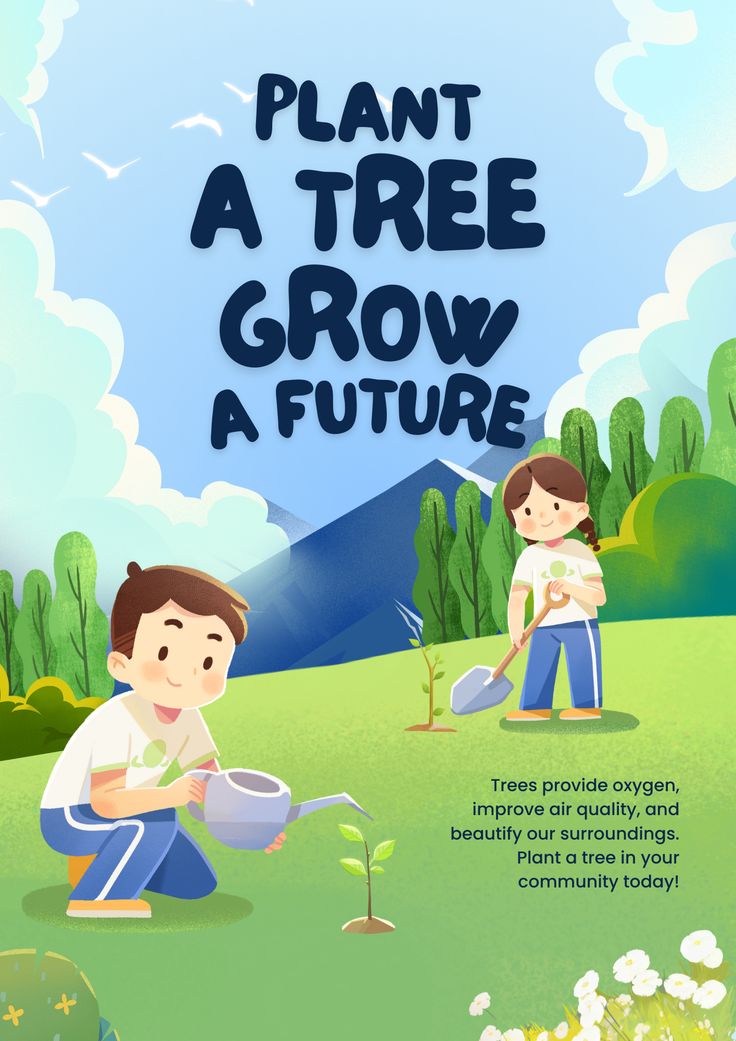 PLANT
A TREE
GROW
A FUTURE
Trees provide oxygen,
improve air quality, and
beautify our surroundings.
Plant a tree in your
community today!